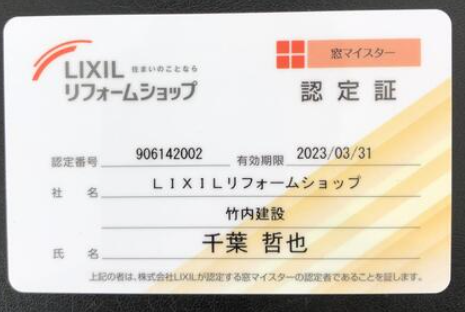 LIXIL 住まいのことなら
リフォームショップ
窓マイスター
認定証
認定番号 906142002 有効期限 2023/03/31
社名 ＬＩＸＩＬリフォームショップ
竹内建設
氏名 千葉 哲也
上記の者は、株式会社LIXILが認定する窓マイスターの認定者であることを証します。